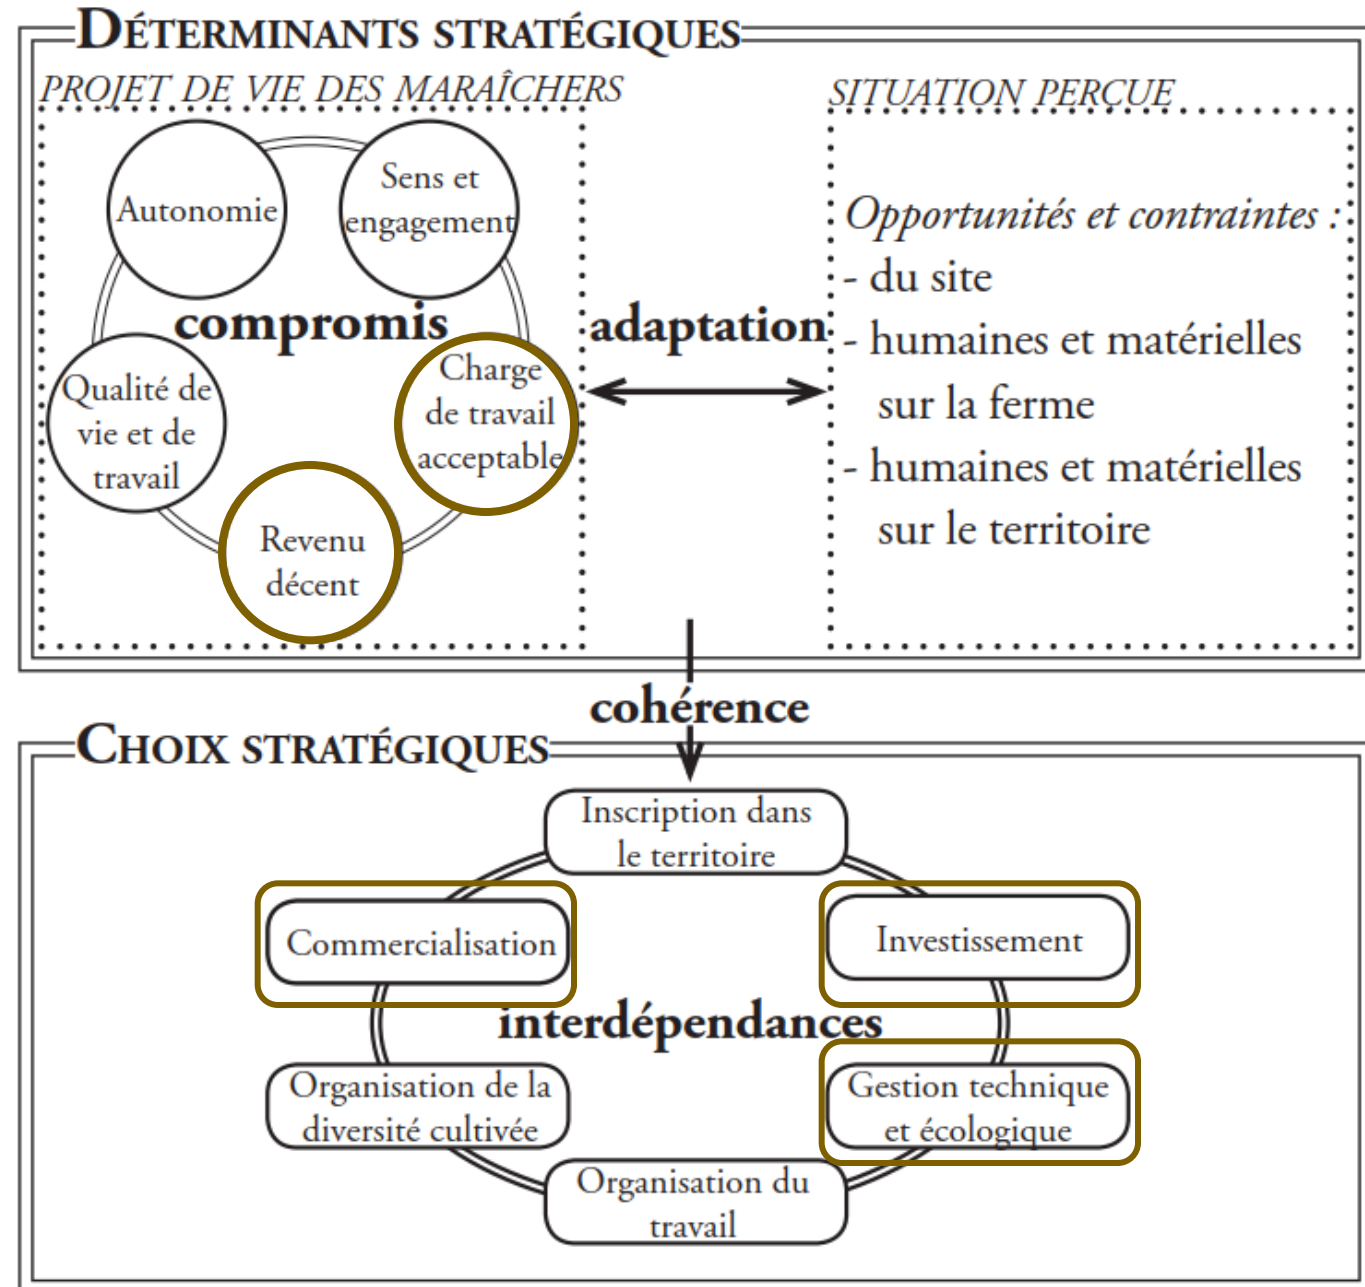 DÉTERMINANTS STRATÉGIQUES
PROJET DE VIE DES MARAÎCHERS
Autonomie
Sens et
engagement
compromis
Qualité de
vie et de
travail
Charge
de travail
acceptable
Revenu
décent
adaptation
SITUATION PERCUE
Opportunités et contraintes :
- du site
- humaines et matérielles
sur la ferme
- humaines et matérielles
sur le territoire
cohérence
CHOIX STRATÉGIQUES
Inscription dans
le territoire
Commercialisation
Investissement
interdépendances
Organisation de la
diversité cultivée
Gestion technique
et écologique
Organisation du
travail